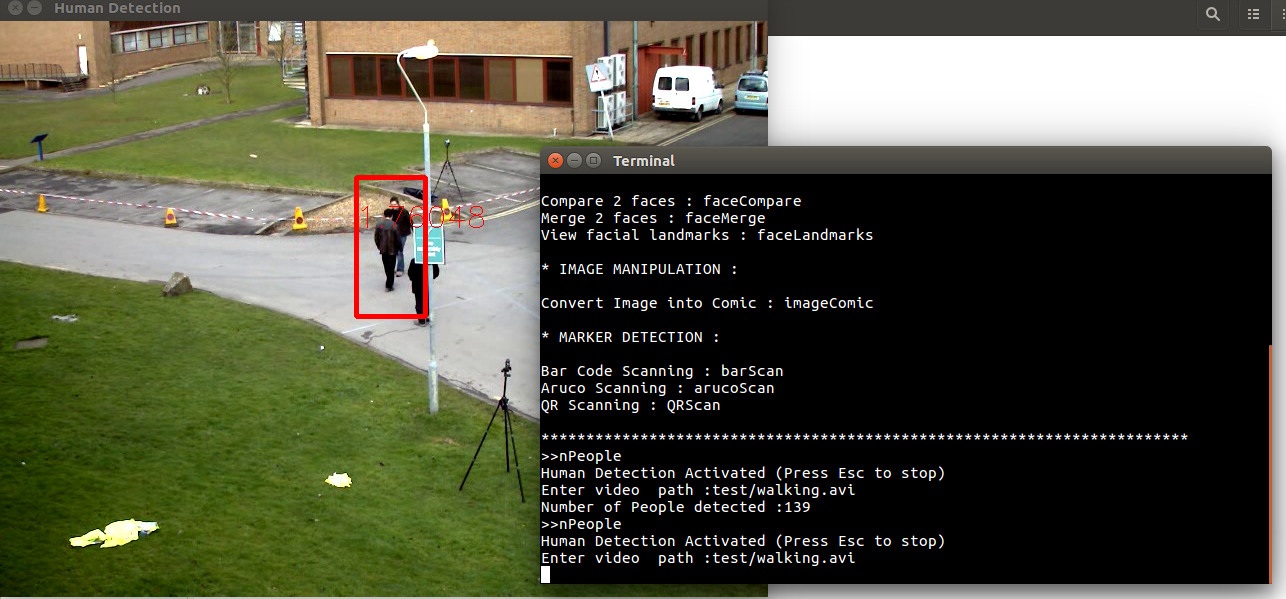 Human Detection
1.76048
Terminal
Compare 2 faces : faceCompare
Merge 2 faces : faceMerge
View facial landmarks : faceLandmarks
* IMAGE MANIPULATION :
Convert Image into Comic : imageComic
* MARKER DETECTION :
Bar Code Scanning : barScan
Aruco Scanning : arucoScan
QR Scanning : QRScan
************************************************************************
>>nPeople
Human Detection Activated (Press Esc to stop)
Enter video  path :test/walking.avi
Number of People detected :139
>>nPeople
Human Detection Activated (Press Esc to stop)
Enter video  path :test/walking.avi